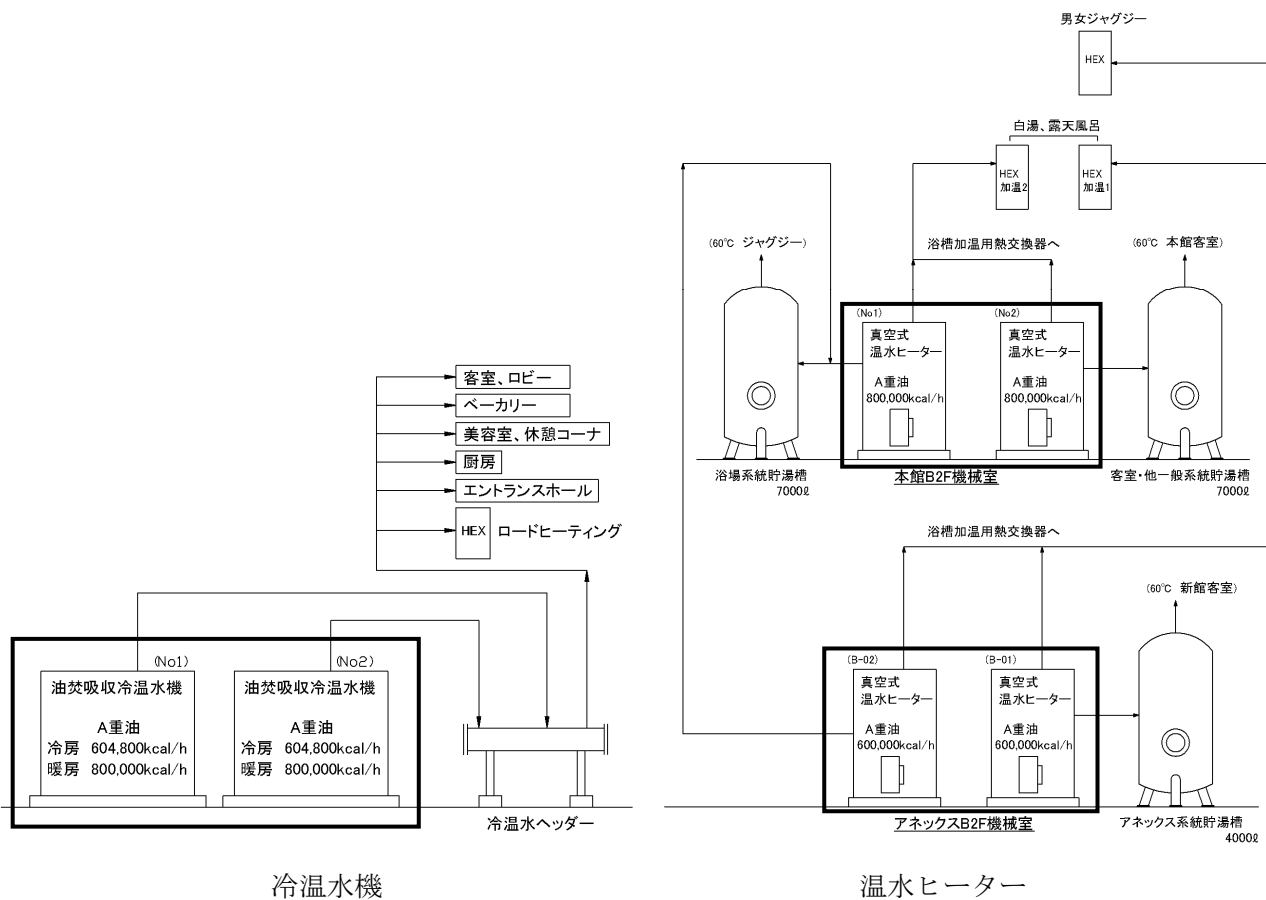 男女ジャグジー
HEX
白湯、露天風呂
HEX
加温2
HEX
加温1
(60℃ ジャグジー)
浴槽加温用熱交換器へ
(60℃ 本館客室)
(No1)
真空式
温水ヒーター
A重油
800,000kcal/h
(No2)
真空式
温水ヒーター
A重油
800,000kcal/h
浴場系統貯湯槽
7000ℓ
本館B2F機械室
客室・他一般系統貯湯槽
7000ℓ
客室、ロビー
ベーカリー
美容室、休憩コーナ
厨房
エントランスホール
HEX ロードヒーティング
浴槽加温用熱交換器へ
(60℃ 新館客室)
(No1)
油焚吸収冷温水機
A重油
冷房 604,800kcal/h
暖房 800,000kcal/h
(No2)
油焚吸収冷温水機
A重油
冷房 604,800kcal/h
暖房 800,000kcal/h
冷温水ヘッダー
(B-02)
真空式
温水ヒーター
A重油
600,000kcal/h
(B-01)
真空式
温水ヒーター
A重油
600,000kcal/h
アネックスB2F機械室
アネックス系統貯湯槽
4000ℓ
冷温水機
温水ヒーター